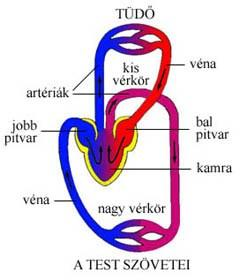 TÜDŐ
kis
vérkör
véna
artériák
jobb
pitvar
bal
pitvar
kamra
véna
nagy vérkör
A TEST SZÖVETEI